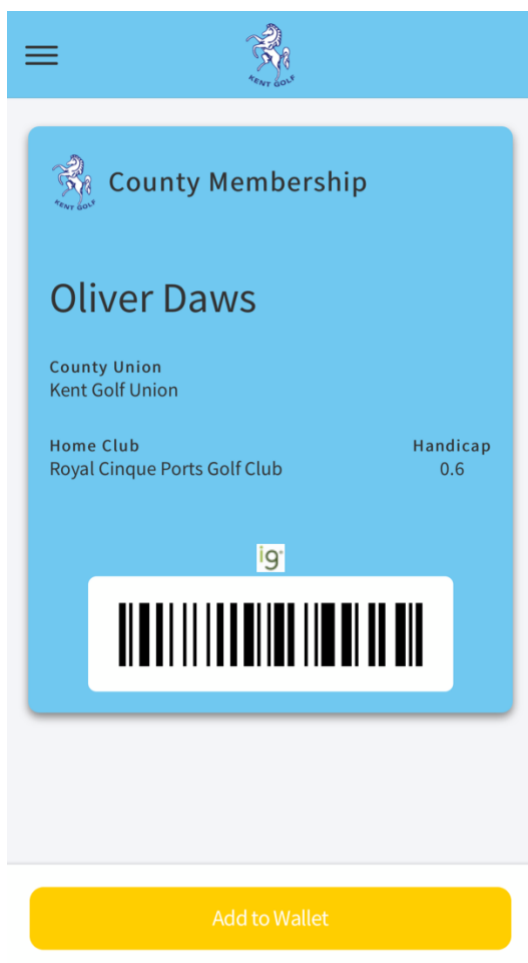 KENT GOLF
KENT GOLF
County Membership
Oliver Daws
County Union
Kent Golf Union
Home Club
Handicap
Royal Cinque Ports Golf Club
0.6
ig
Add to Wallet